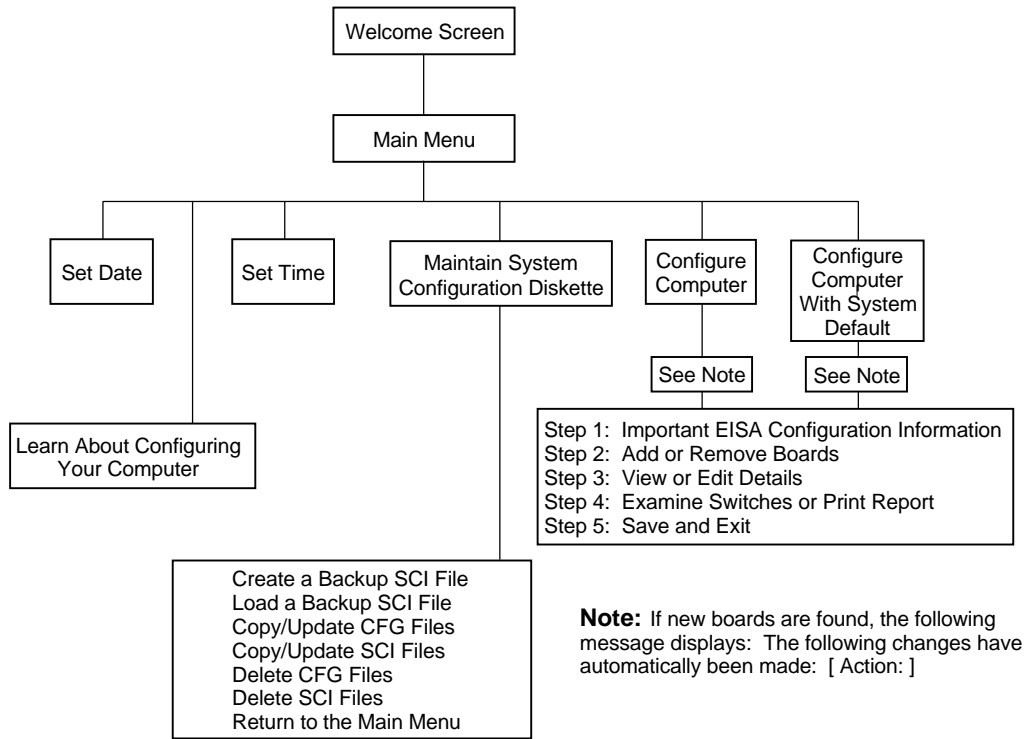 Welcome Screen
Main Menu
Set Date
Set Time
Maintain System
Configuration Diskette
Configure
Computer
Configure
Computer
With System
Default
See Note
See Note
Learn About Configuring
Your Computer
Step 1: Important EISA Configuration Information
Step 2: Add or Remove Boards
Step 3: View or Edit Details
Step 4: Examine Switches or Print Report
Step 5: Save and Exit
Create a Backup SCI File
Load a Backup SCI File
Copy/Update CFG Files
Copy/Update SCI Files
Delete CFG Files
Delete SCI Files
Return to the Main Menu
Note: If new boards are found, the following
message displays: The following changes have
automatically been made: [ Action: ]